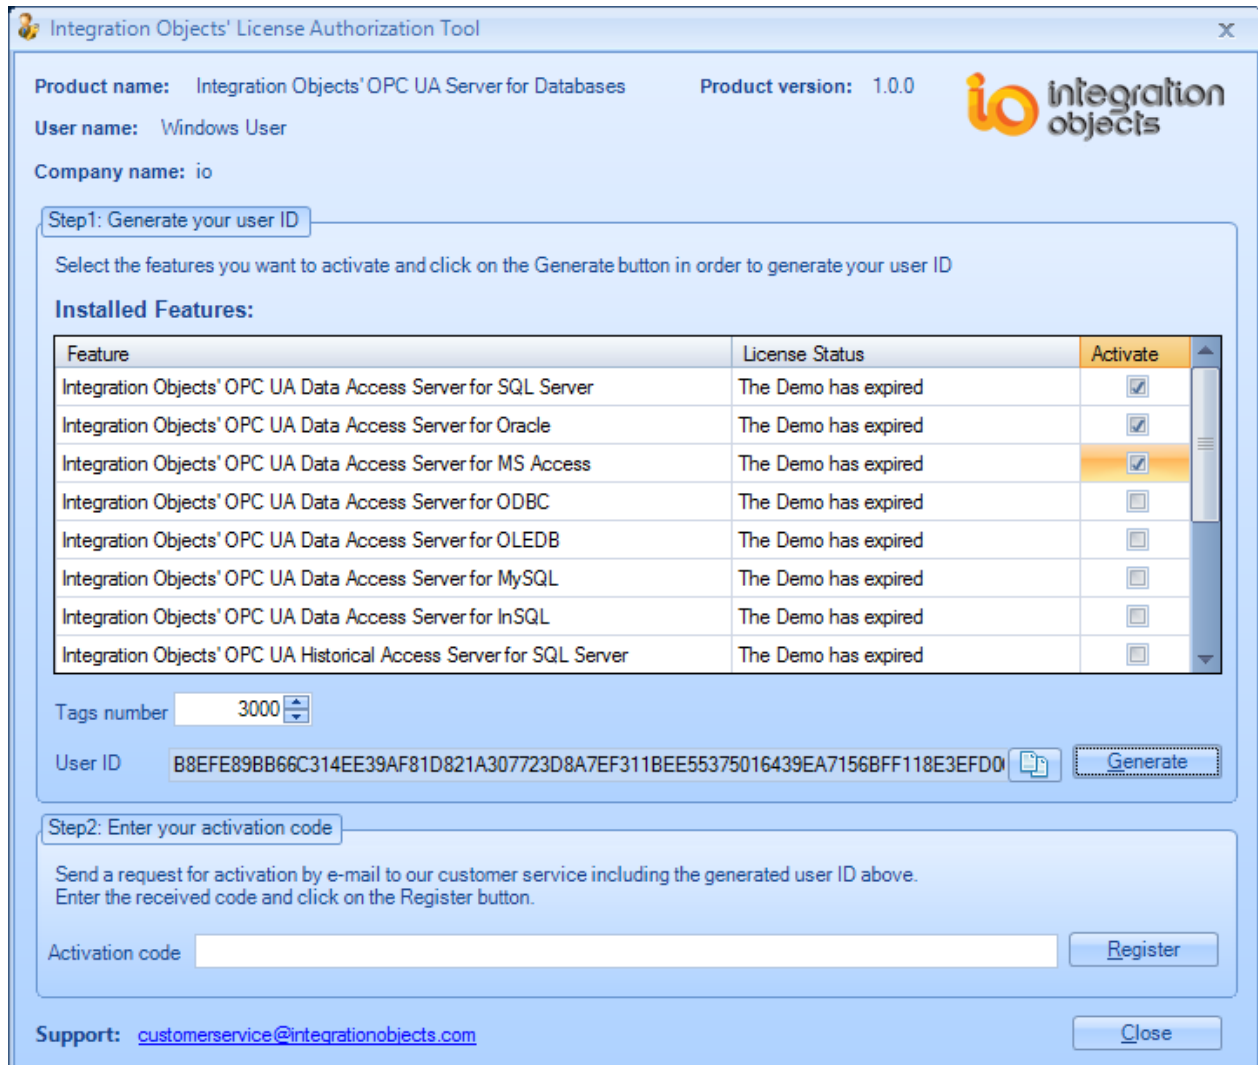 Integration Objects' License Authorization Tool
Product name: Integration Objects' OPC UA Server for Databases Product version: 1.0.0
integration
objects
User name: Windows User
Company name: io
Step1: Generate your user ID
Select the features you want to activate and click on the Generate button in order to generate your user ID
Installed Features:
Feature License Status Activate
Integration Objects' OPC UA Data Access Server for SQL Server The Demo has expired
Integration Objects' OPC UA Data Access Server for Oracle The Demo has expired
Integration Objects' OPC UA Data Access Server for MS Access The Demo has expired
Integration Objects' OPC UA Data Access Server for ODBC The Demo has expired
Integration Objects' OPC UA Data Access Server for OLEDB The Demo has expired
Integration Objects' OPC UA Data Access Server for MySQL The Demo has expired
Integration Objects' OPC UA Data Access Server for InSQL The Demo has expired
Integration Objects' OPC UA Historical Access Server for SQL Server The Demo has expired
Tags number 3000
User ID B8EFE89BB66C314EE39AF81D821A307723D8A7EF311BEE55375016439EA7156BFF118E3EFD0 Generate
Step2: Enter your activation code
Send a request for activation by e-mail to our customer service including the generated user ID above.
Enter the received code and click on the Register button.
Activation code Register
Support: customerservice@integrationobjects.com Close